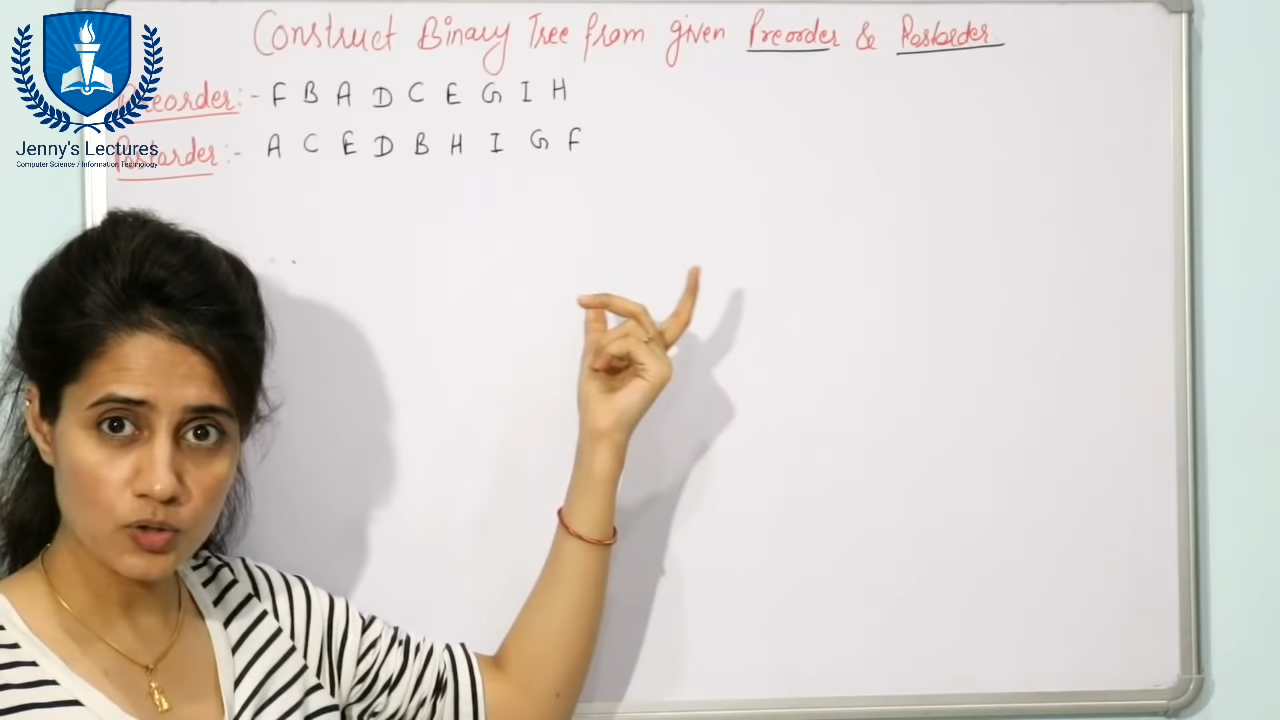 Construct Binary Tree from given Preorder & Postorder
Preorder:- F B A D C E G I H
Postorder:- A C E D B H I G F
Jenny's Lectures
Computer Science / Information Technology